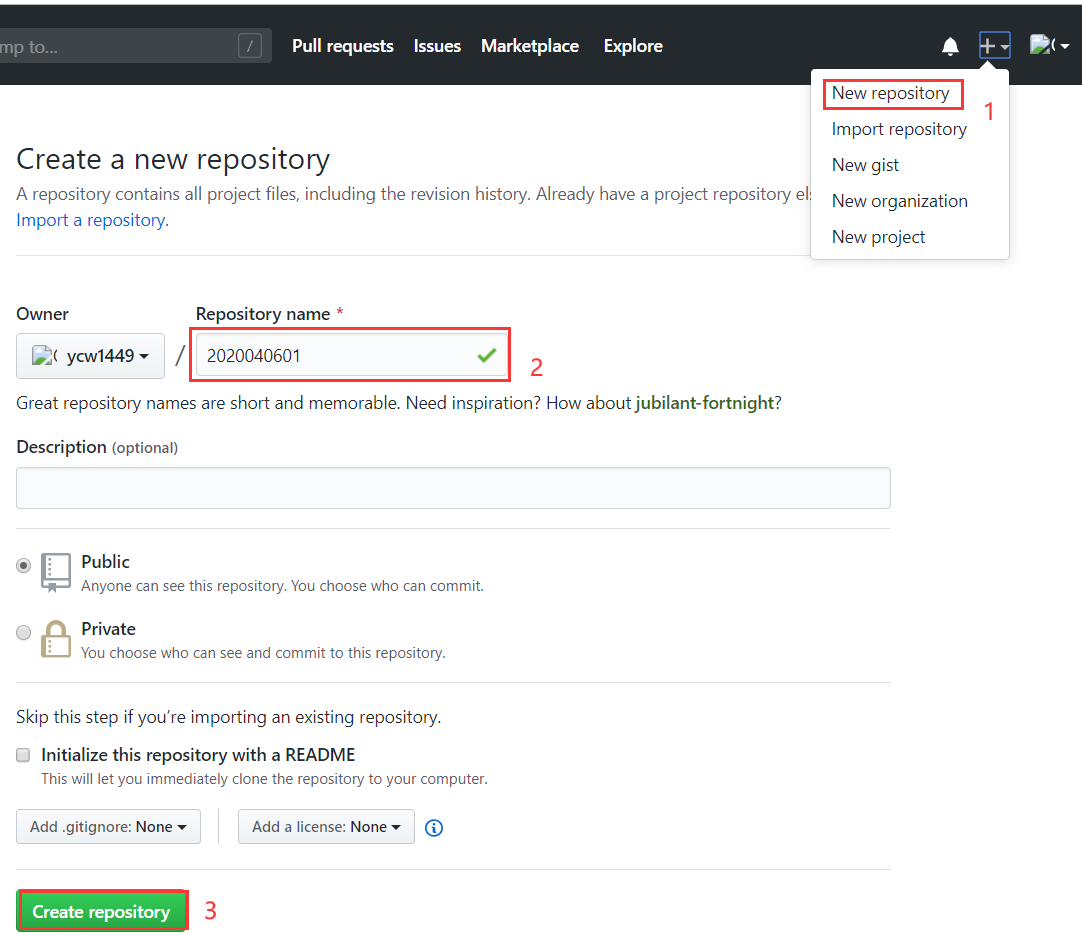 mp to... / Pull requests Issues Marketplace Explore
New repository 1
Import repository
New gist
New organization
New project
Create a new repository
A repository contains all project files, including the revision history. Already have a project repository
Import a repository.
Owner Repository name *
ycw1449 / 2020040601 2
Great repository names are short and memorable. Need inspiration? How about jubilant-fortnight?
Description (optional)
Public
Anyone can see this repository. You choose who can commit.
Private
You choose who can see and commit to this repository.
Skip this step if you’re importing an existing repository.
Initialize this repository with a README
This will let you immediately clone the repository to your computer.
Add .gitignore: None Add a license: None
Create repository 3